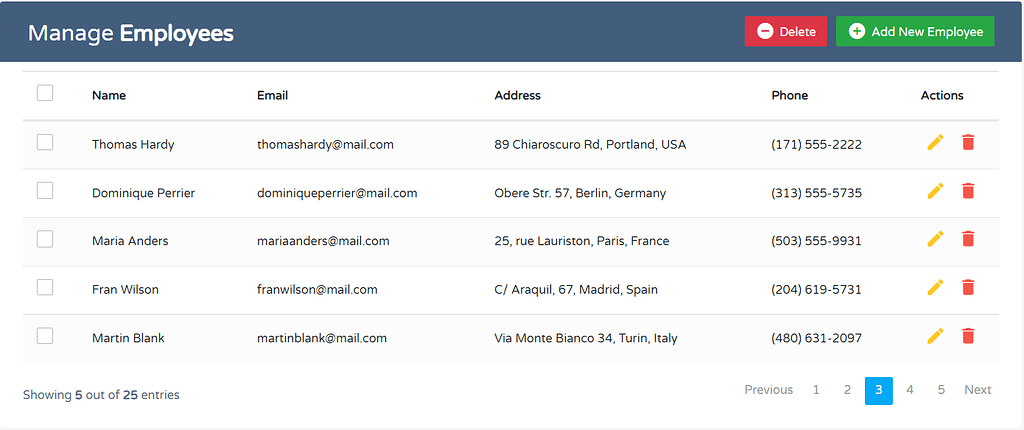 Manage Employees Delete Add New Employee
Name Email Address Phone Actions
Thomas Hardy thomashardy@mail.com 89 Chiaroscuro Rd, Portland, USA (171) 555-2222
Dominique Perrier dominiqueperrier@mail.com Obere Str. 57, Berlin, Germany (313) 555-5735
Maria Anders mariaanders@mail.com 25, rue Lauriston, Paris, France (503) 555-9931
Fran Wilson franwilson@mail.com C/ Araquil, 67, Madrid, Spain (204) 619-5731
Martin Blank martinblank@mail.com Via Monte Bianco 34, Turin, Italy (480) 631-2097
Showing 5 out of 25 entries Previous 1 2 3 4 5 Next